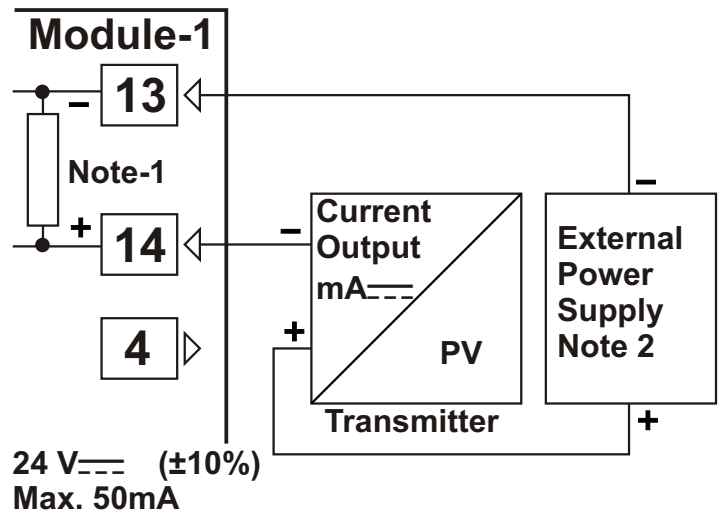 Module-1
− 13
Note-1
+ 14
4
24 V (±10%)
Max. 50mA
−
Current
Output
mA
+
PV
Transmitter
−
External
Power
Supply
Note 2
+